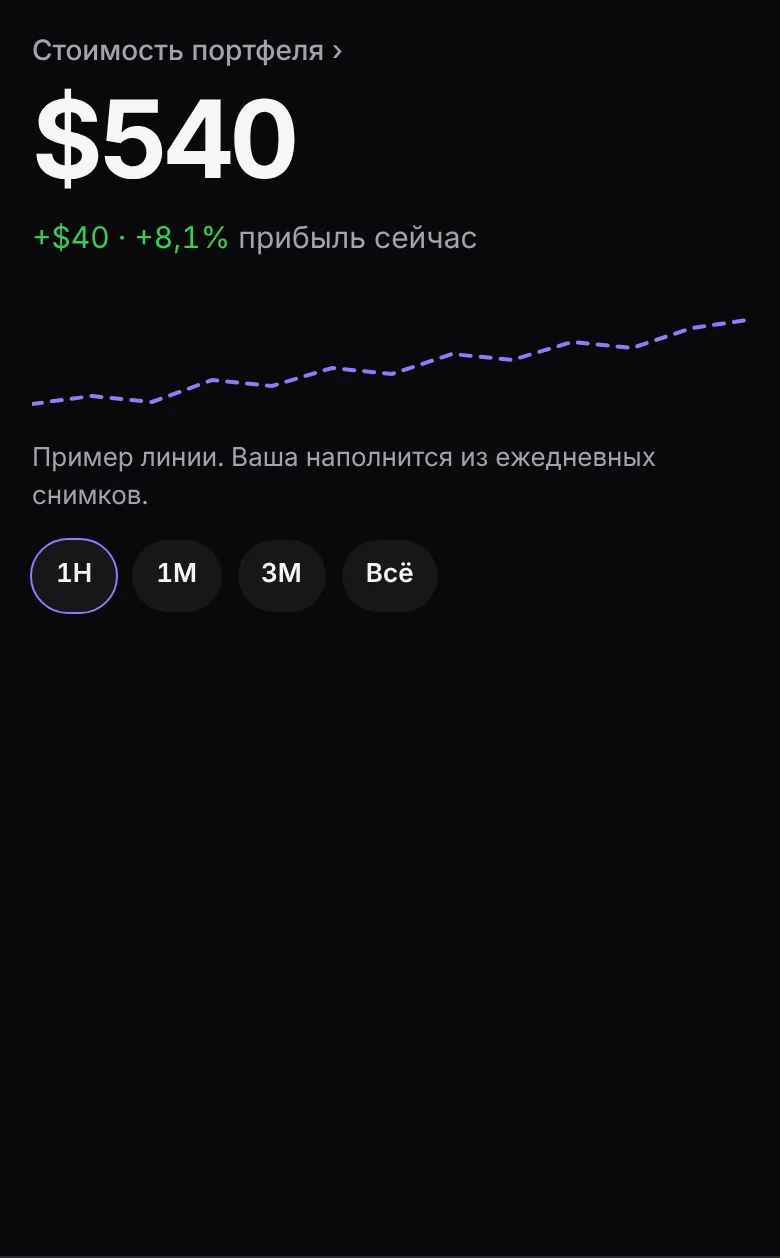 Стоимость портфеля ›
$540
+$40 · +8,1% прибыль сейчас
Пример линии. Ваша наполнится из ежедневных
снимков.
1Н
1М
3М
Всё